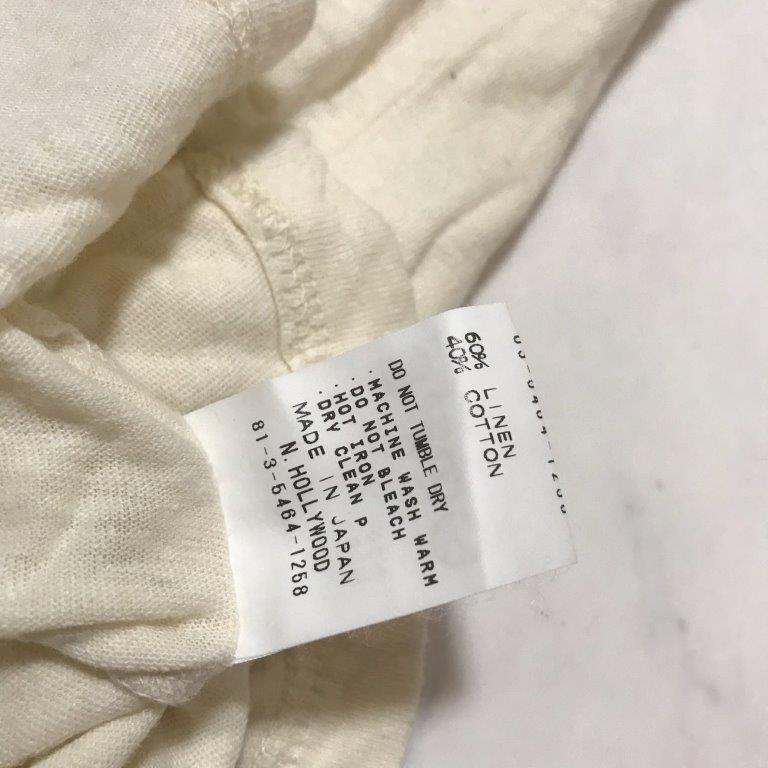 60% LINEN
40% COTTON
DO NOT TUMBLE DRY
·MACHINE WASH WARM
·DO NOT BLEACH
·HOT IRON
·DRY CLEAN P
MADE IN JAPAN
N.HOLLYWOOD
81-3-5464-1258